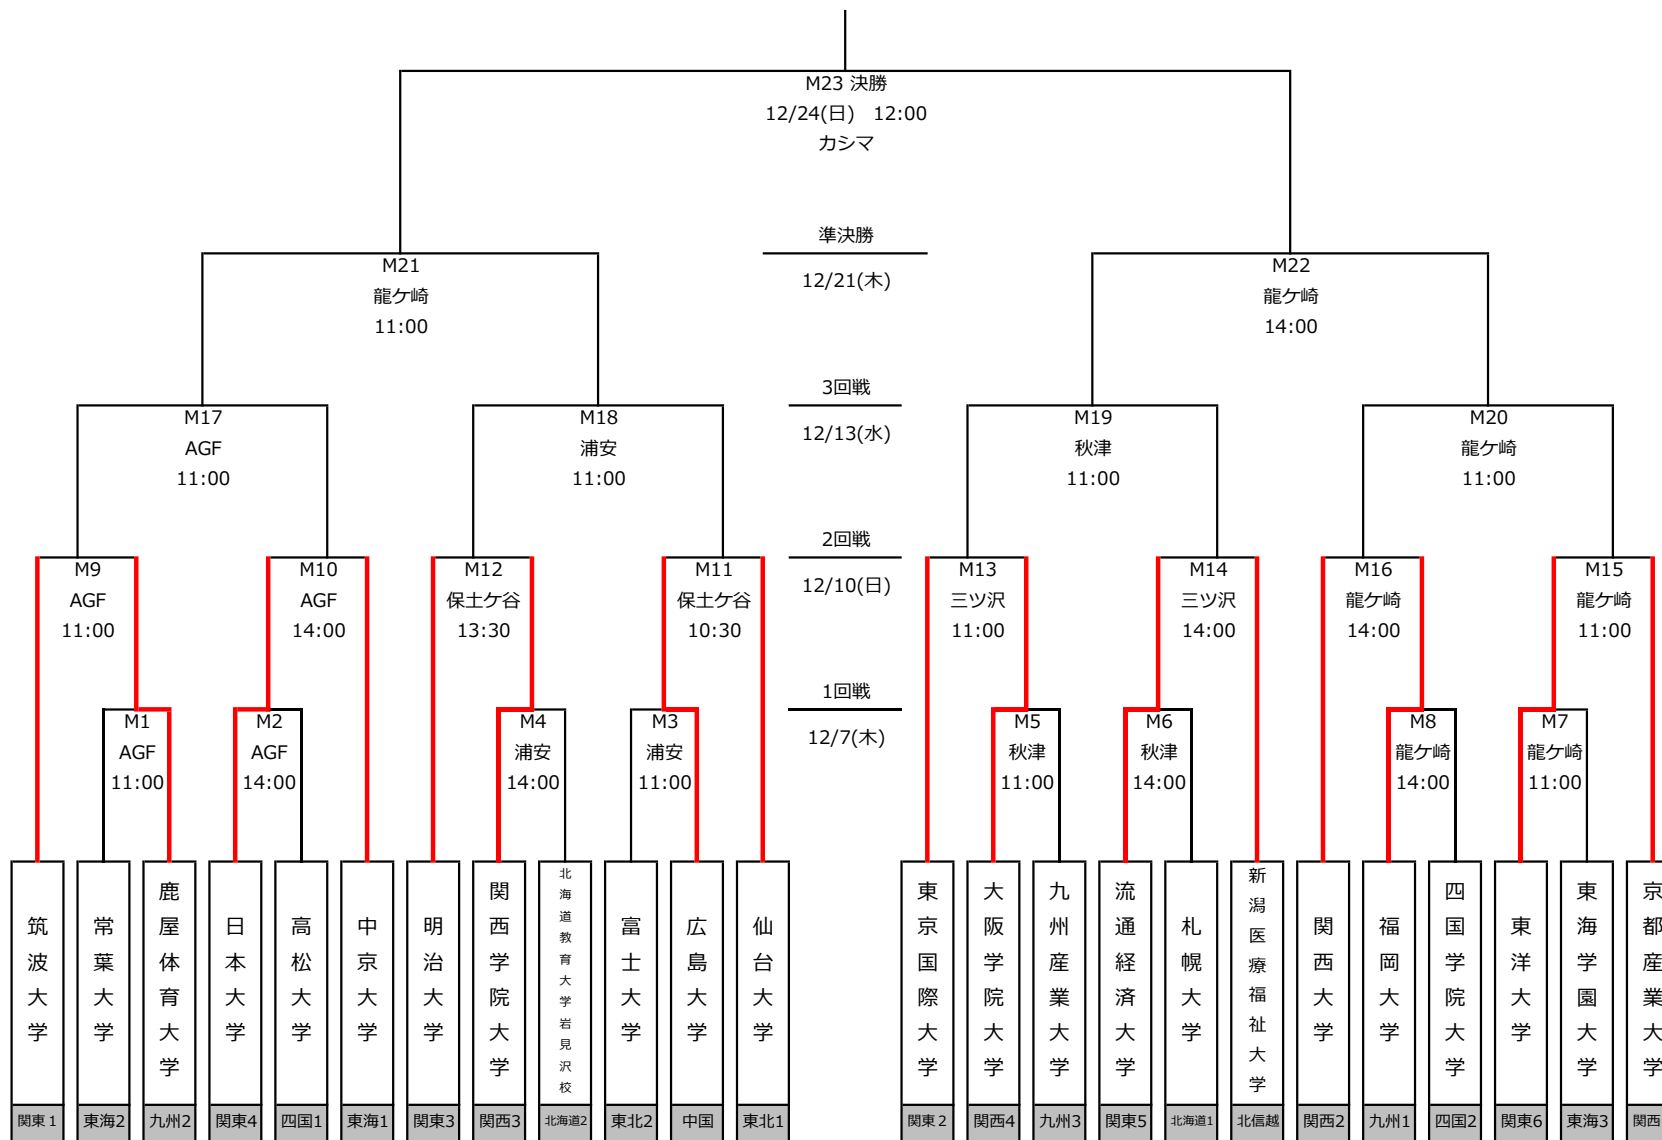 M23 決勝
12/24(日) 12:00
カシマ
準決勝
12/21(木)
M21
龍ケ崎
11:00
M22
龍ケ崎
14:00
3回戦
12/13(水)
M17
AGF
11:00
M18
浦安
11:00
M19
秋津
11:00
M20
龍ケ崎
11:00
2回戦
12/10(日)
M9
AGF
11:00
M10
AGF
14:00
M12
保土ケ谷
13:30
M11
保土ケ谷
10:30
M13
三ツ沢
11:00
M14
三ツ沢
14:00
M16
龍ケ崎
14:00
M15
龍ケ崎
11:00
1回戦
12/7(木)
M1
AGF
11:00
M2
AGF
14:00
M4
浦安
14:00
M3
浦安
11:00
M5
秋津
11:00
M6
秋津
14:00
M8
龍ケ崎
14:00
M7
龍ケ崎
11:00
筑波大学
関東1
常葉大学
東海2
鹿屋体育大学
九州2
日本大学
関東4
高松大学
四国1
中京大学
東海1
明治大学
関東3
関西学院大学
関西3
北海道教育大学岩見沢校
北海道2
富士大学
東北2
広島大学
中国
仙台大学
東北1
東京国際大学
関東2
大阪学院大学
関西4
九州産業大学
九州3
流通経済大学
関東5
札幌大学
北海道1
新潟医療福祉大学
北信越
関西大学
関西2
福岡大学
九州1
四国学院大学
四国2
東洋大学
関東6
東海学園大学
東海3
京都産業大学
関西